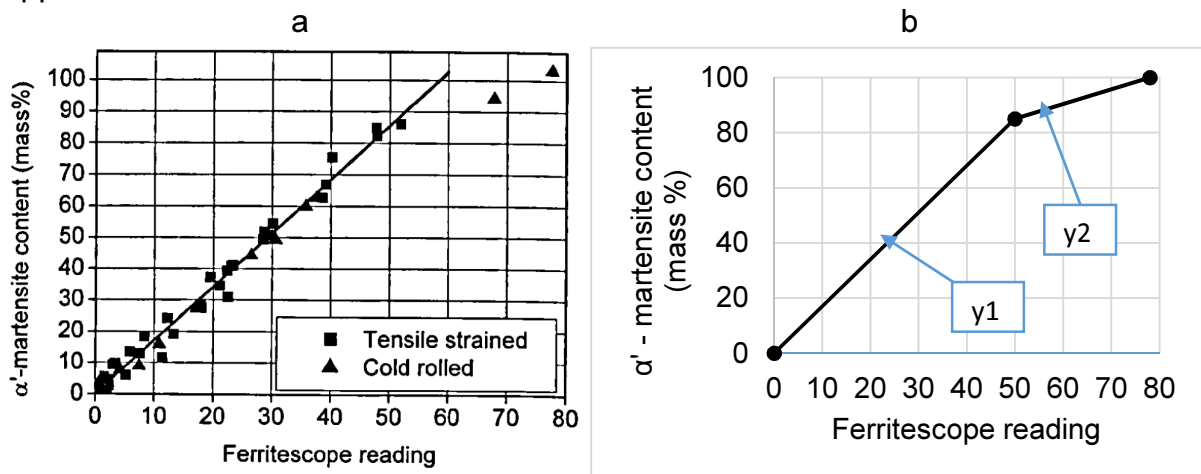 a
b
α'-martensite content (mass%)
100
90
80
70
60
50
40
30
20
10
0
0 10 20 30 40 50 60 70 80
Ferritescope reading
Tensile strained
Cold rolled
α' - martensite content
(mass %)
100
80
60
40
20
0
0 10 20 30 40 50 60 70 80
Ferritescope reading
y1
y2